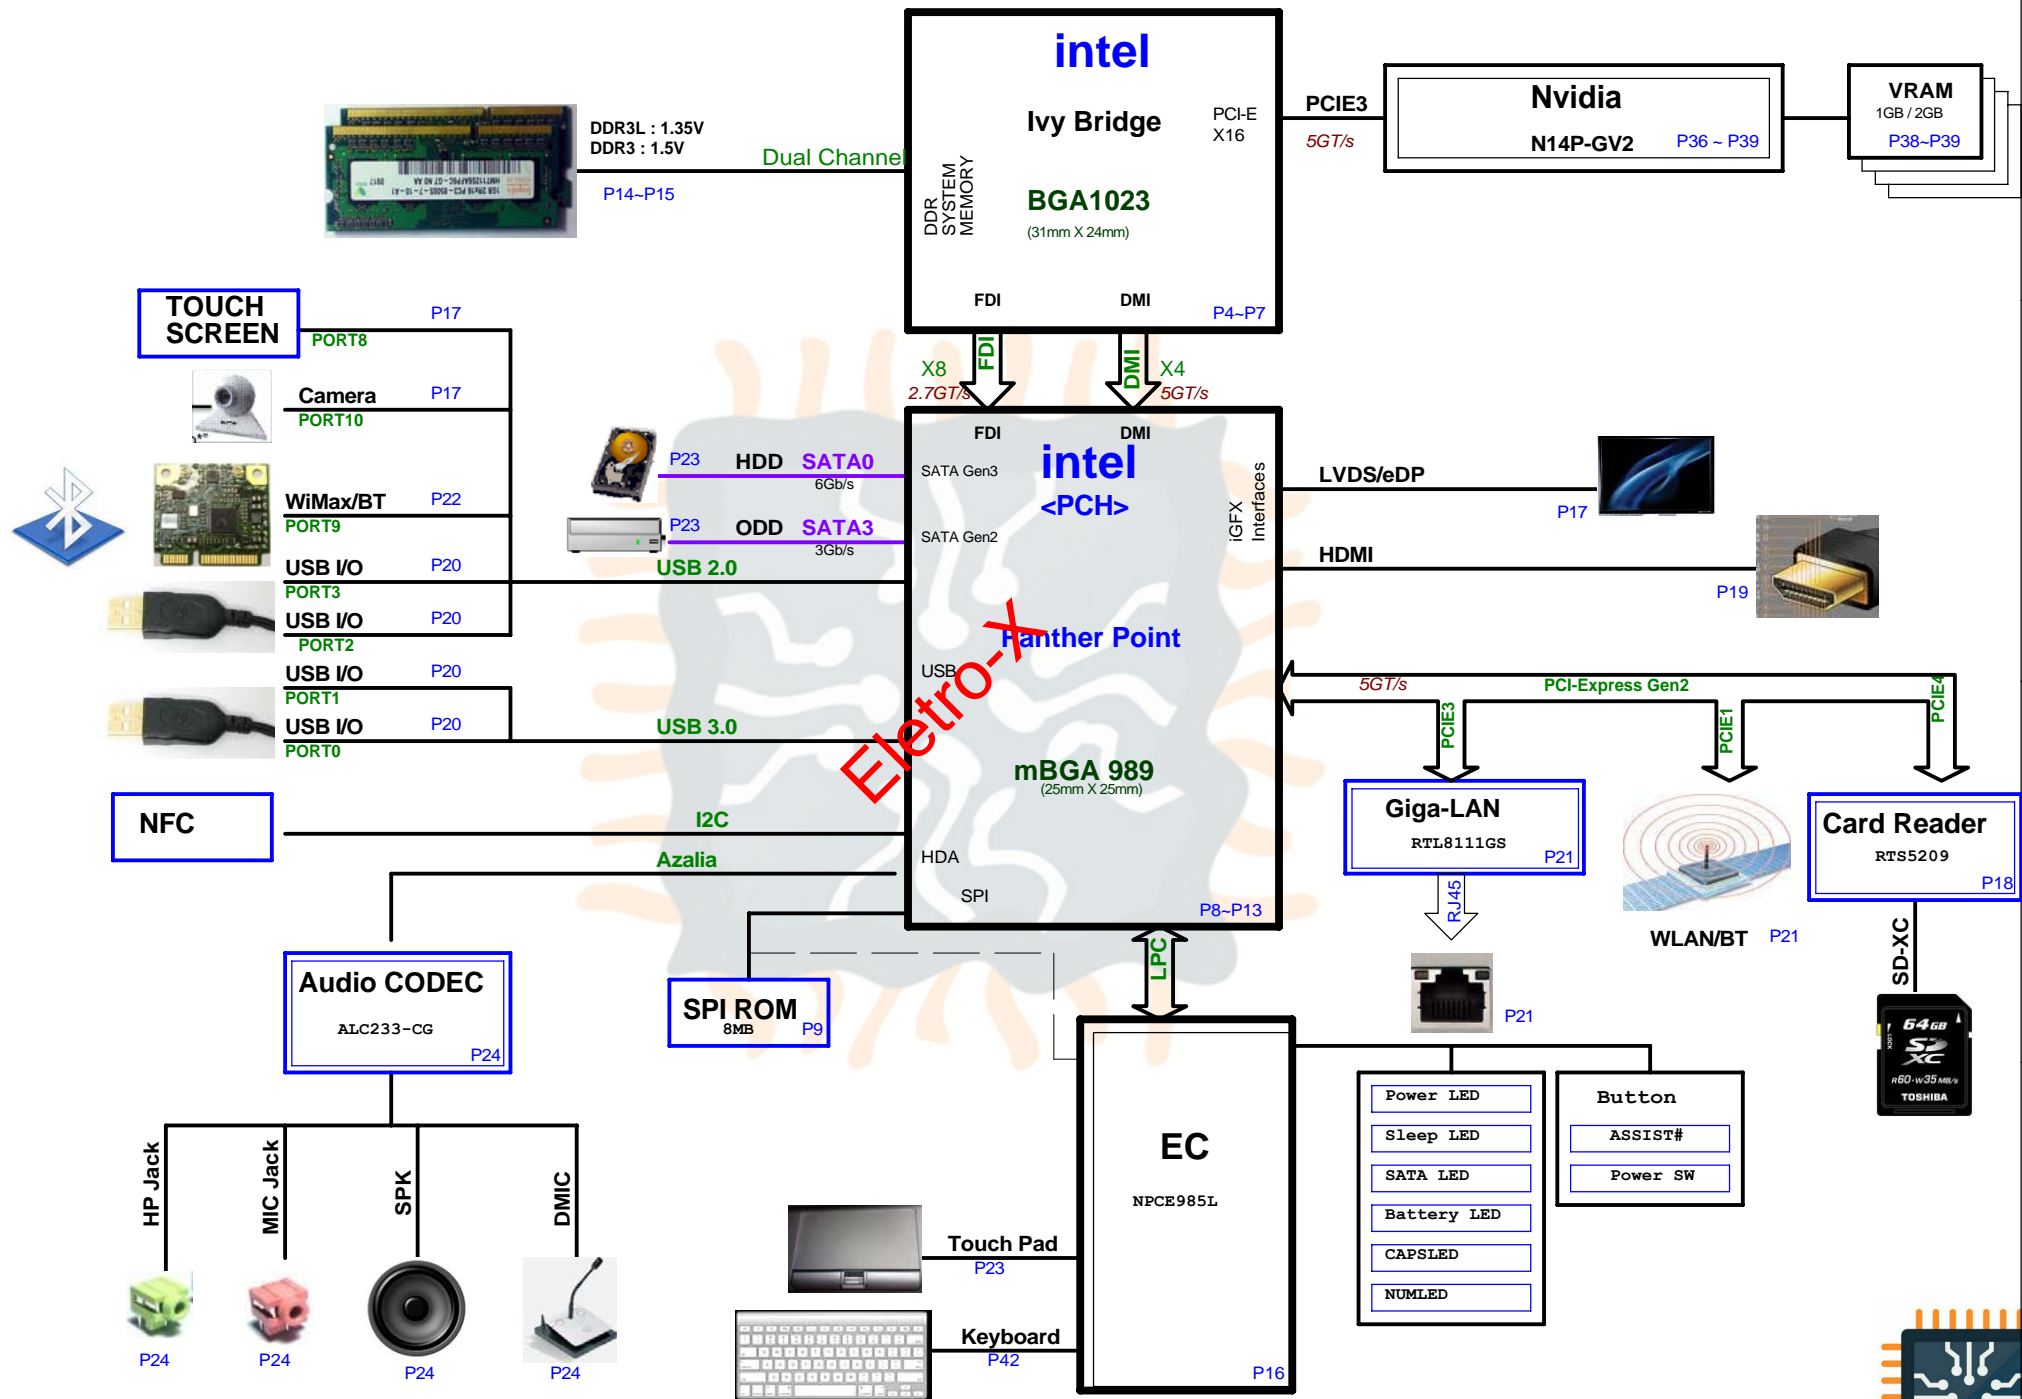 intel
Ivy Bridge
PCI-E
X16
BGA1023
(31mm X 24mm)
DDR
SYSTEM
MEMORY
FDI
DMI
P4~P7
PCIE3
5GT/s
Nvidia
N14P-GV2
P36 ~ P39
VRAM
1GB / 2GB
P38~P39
DDR3L : 1.35V
DDR3 : 1.5V
Dual Channel
P14~P15
TOUCH
SCREEN
P17
PORT8
Camera
P17
PORT10
WiMax/BT
P22
PORT9
USB I/O
P20
PORT3
USB I/O
P20
PORT2
USB I/O
P20
PORT1
USB I/O
P20
PORT0
USB 2.0
USB 3.0
X8
2.7GT/s
FDI
DMI
X4
5GT/s
P23
HDD
SATA0
6Gb/s
P23
ODD
SATA3
3Gb/s
FDI
DMI
SATA Gen3
SATA Gen2
intel
<PCH>
iGFX
Interfaces
Panther Point
USB
mBGA 989
(25mm X 25mm)
HDA
SPI
P8~P13
Eletro-X
LVDS/eDP
P17
HDMI
P19
5GT/s
PCI-Express Gen2
PCIE3
PCIE1
PCIE4
NFC
I2C
Azalia
Giga-LAN
RTL8111GS
P21
RJ45
P21
WLAN/BT
P21
Card Reader
RTS5209
P18
SD-XC
64GB
LOCK
SD
XC
R60-W35 MB/s
TOSHIBA
Audio CODEC
ALC233-CG
P24
SPI ROM
8MB
P9
LPC
EC
NPCE985L
P16
Power LED
Sleep LED
SATA LED
Battery LED
CAPSLED
NUMLED
Button
ASSIST#
Power SW
HP Jack
MIC Jack
SPK
DMIC
P24
P24
P24
P24
Touch Pad
P23
Keyboard
P42